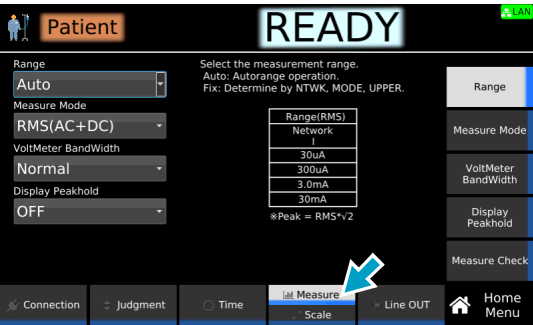 Patient
READY
LAN
Range
Auto
Measure Mode
RMS(AC+DC)
VoltMeter BandWidth
Normal
Display Peakhold
OFF
Select the measurement range.
Auto: Autorange operation.
Fix: Determine by NTWK, MODE, UPPER.
Range(RMS)
Network
I
30uA
300uA
3.0mA
30mA
※Peak = RMS*√2
Range
Measure Mode
VoltMeter
BandWidth
Display
Peakhold
Measure Check
Connection
Judgment
Time
Measure
Scale
Line OUT
Home
Menu